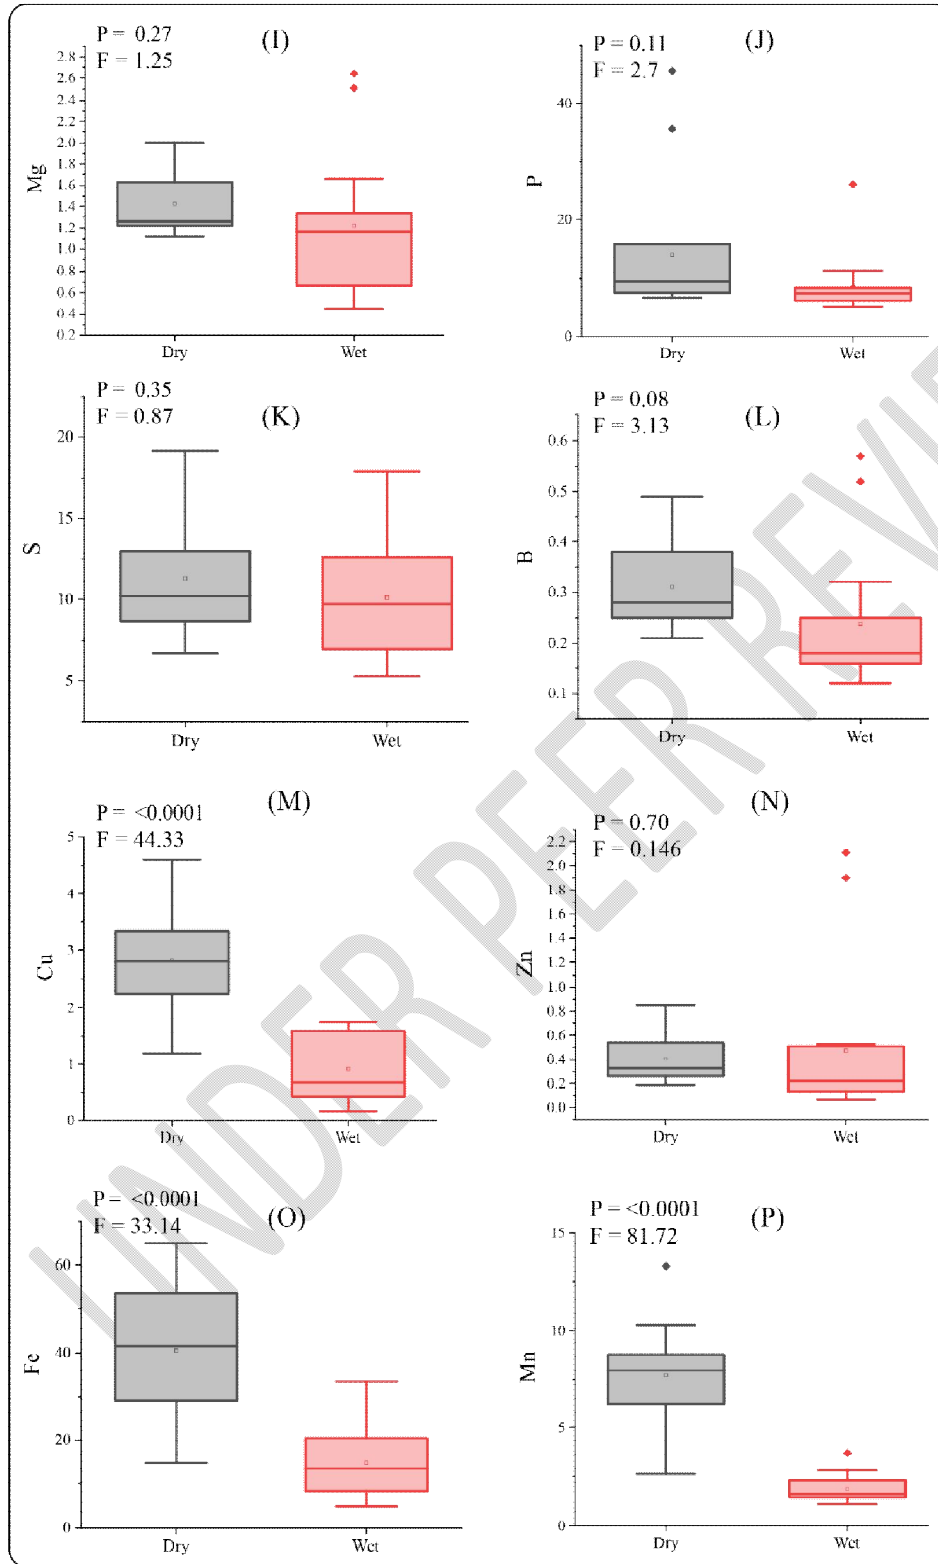 P = 0.27
F = 1.25
(I)
2.8
2.6
2.4
2.2
2.0
1.8
1.6
1.4
1.2
1.0
0.8
0.6
0.4
0.2
Mg
Dry
Wet
P = 0.11
F = 2.7
(J)
40
20
0
P
Dry
Wet
P = 0.35
F = 0.87
(K)
20
15
10
5
S
Dry
Wet
P = 0.08
F = 3.13
(L)
0.6
0.5
0.4
0.3
0.2
0.1
B
Dry
Wet
P = <0.0001
F = 44.33
(M)
5
4
3
2
1
0
Cu
Dry
Wet
P = 0.70
F = 0.146
(N)
2.2
2.0
1.8
1.6
1.4
1.2
1.0
0.8
0.6
0.4
0.2
0.0
Zn
Dry
Wet
P = <0.0001
F = 33.14
(O)
60
40
20
0
Fe
Dry
Wet
P = <0.0001
F = 81.72
(P)
15
10
5
0
Mn
Dry
Wet
UNDER PEER REVIE